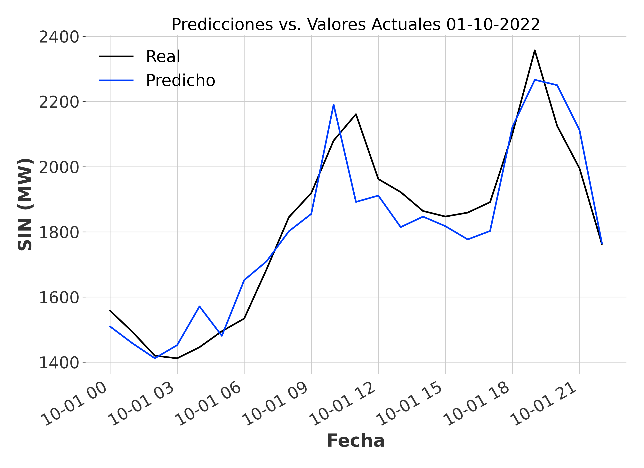 Predicciones vs. Valores Actuales 01-10-2022
2400
2200
2000
1800
1600
1400
SIN (MW)
Real
Predicho
10-01 00
10-01 03
10-01 06
10-01 09
10-01 12
10-01 15
10-01 18
10-01 21
Fecha